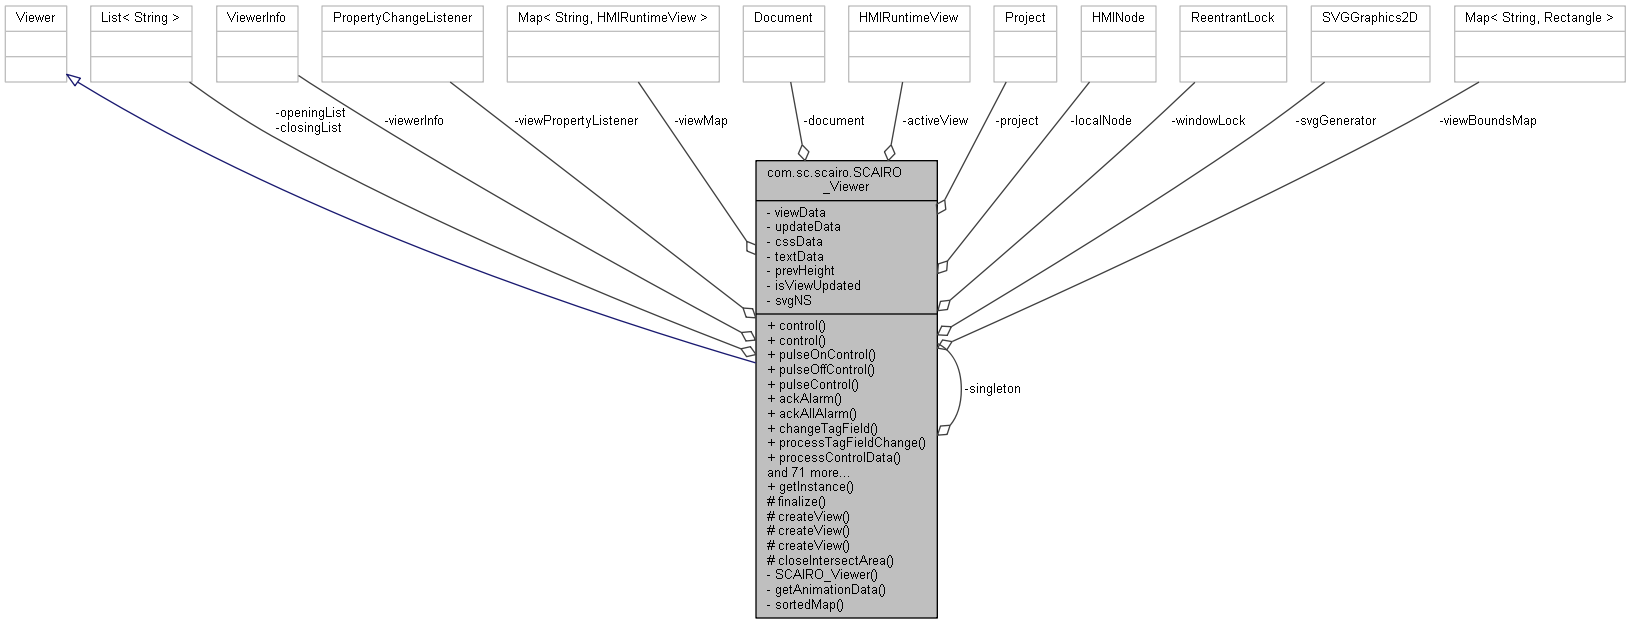 Viewer
List< String >
ViewerInfo
PropertyChangeListener
Map< String, HMIRuntimeView >
Document
HMIRuntimeView
Project
HMINode
ReentrantLock
SVGGraphics2D
Map< String, Rectangle >
-openingList
-closingList
-viewerInfo
-viewPropertyListener
-viewMap
-document
-activeView
-project
-localNode
-windowLock
-svgGenerator
-viewBoundsMap
com.sc.scairo.SCAIRO
_Viewer
- viewData
- updateData
- cssData
- textData
- prevHeight
- isViewUpdated
- svgNS
+ control()
+ control()
+ pulseOnControl()
+ pulseOffControl()
+ pulseControl()
+ ackAlarm()
+ ackAllAlarm()
+ changeTagField()
+ processTagFieldChange()
+ processControlData()
and 71 more...
+ getInstance()
# finalize()
# createView()
# createView()
# createView()
# closeIntersectArea()
- SCAIRO_Viewer()
- getAnimationData()
- sortedMap()
-singleton